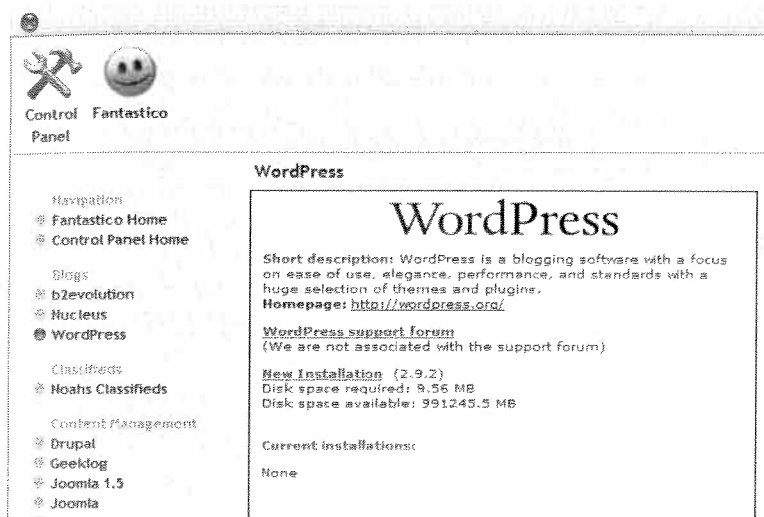 Control
Panel
Fantastico
WordPress
Navigation
Fantastico Home
Control Panel Home
Blogs
b2evolution
Nucleus
WordPress
Classifieds
Noahs Classifieds
Content Management
Drupal
Geeklog
Joomla 1.5
Joomla
WordPress
Short description: WordPress is a blogging software with a focus
on ease of use, elegance, performance, and standards with a
huge selection of themes and plugins.
Homepage: http://wordpress.org/
WordPress support forum
(We are not associated with the support forum)
New Installation (2.9.2)
Disk space required: 9.56 MB
Disk space available: 991245.5 MB
Current installations:
None